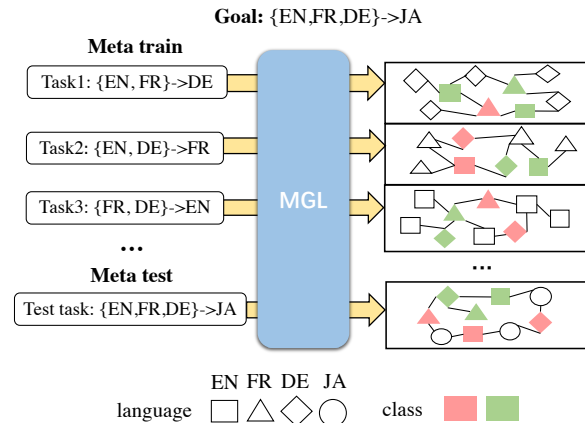 Goal: {EN,FR,DE}->JA
Meta train
Task1: {EN, FR}->DE
Task2: {EN, DE}->FR
Task3: {FR, DE}->EN
...
MGL
...
Meta test
Test task: {EN,FR,DE}->JA
EN FR DE JA
language
class